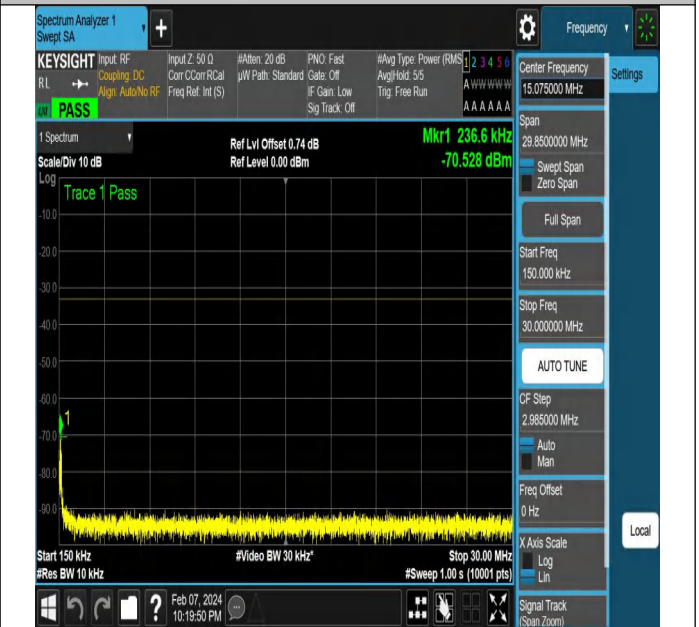 Spectrum Analyzer 1
Swept SA
+
Frequency
KEYSIGHT
Input: RF
Coupling: DC
Align: Auto/No RF
Input Z: 50 Ω
Corr CCorr RCal
Freq Ref: Int (S)
#Atten: 20 dB
µW Path: Standard
PNO: Fast
Gate: Off
IF Gain: Low
Sig Track: Off
#Avg Type: Power (RMS
Avg|Hold: 5/5
Trig: Free Run
1 2 3 4 5 6
A W W W W W
A A A A A A
RL
PASS
1 Spectrum
Scale/Div 10 dB
Log
Ref Lvl Offset 0.74 dB
Ref Level 0.00 dBm
Mkr1 236.6 kHz
-70.528 dBm
Trace 1 Pass
-10.0
-20.0
-30.0
-40.0
-50.0
-60.0
-70.0
-80.0
-90.0
1
Start 150 kHz
#Res BW 10 kHz
#Video BW 30 kHz*
Stop 30.00 MHz
#Sweep 1.00 s (10001 pts)
Feb 07, 2024
10:19:50 PM
?
Center Frequency
15.075000 MHz
Settings
Span
29.8500000 MHz
Swept Span
Zero Span
Full Span
Start Freq
150.000 kHz
Stop Freq
30.000000 MHz
AUTO TUNE
CF Step
2.985000 MHz
Auto
Man
Freq Offset
0 Hz
X Axis Scale
Log
Lin
Local
Signal Track
(Span Zoom)